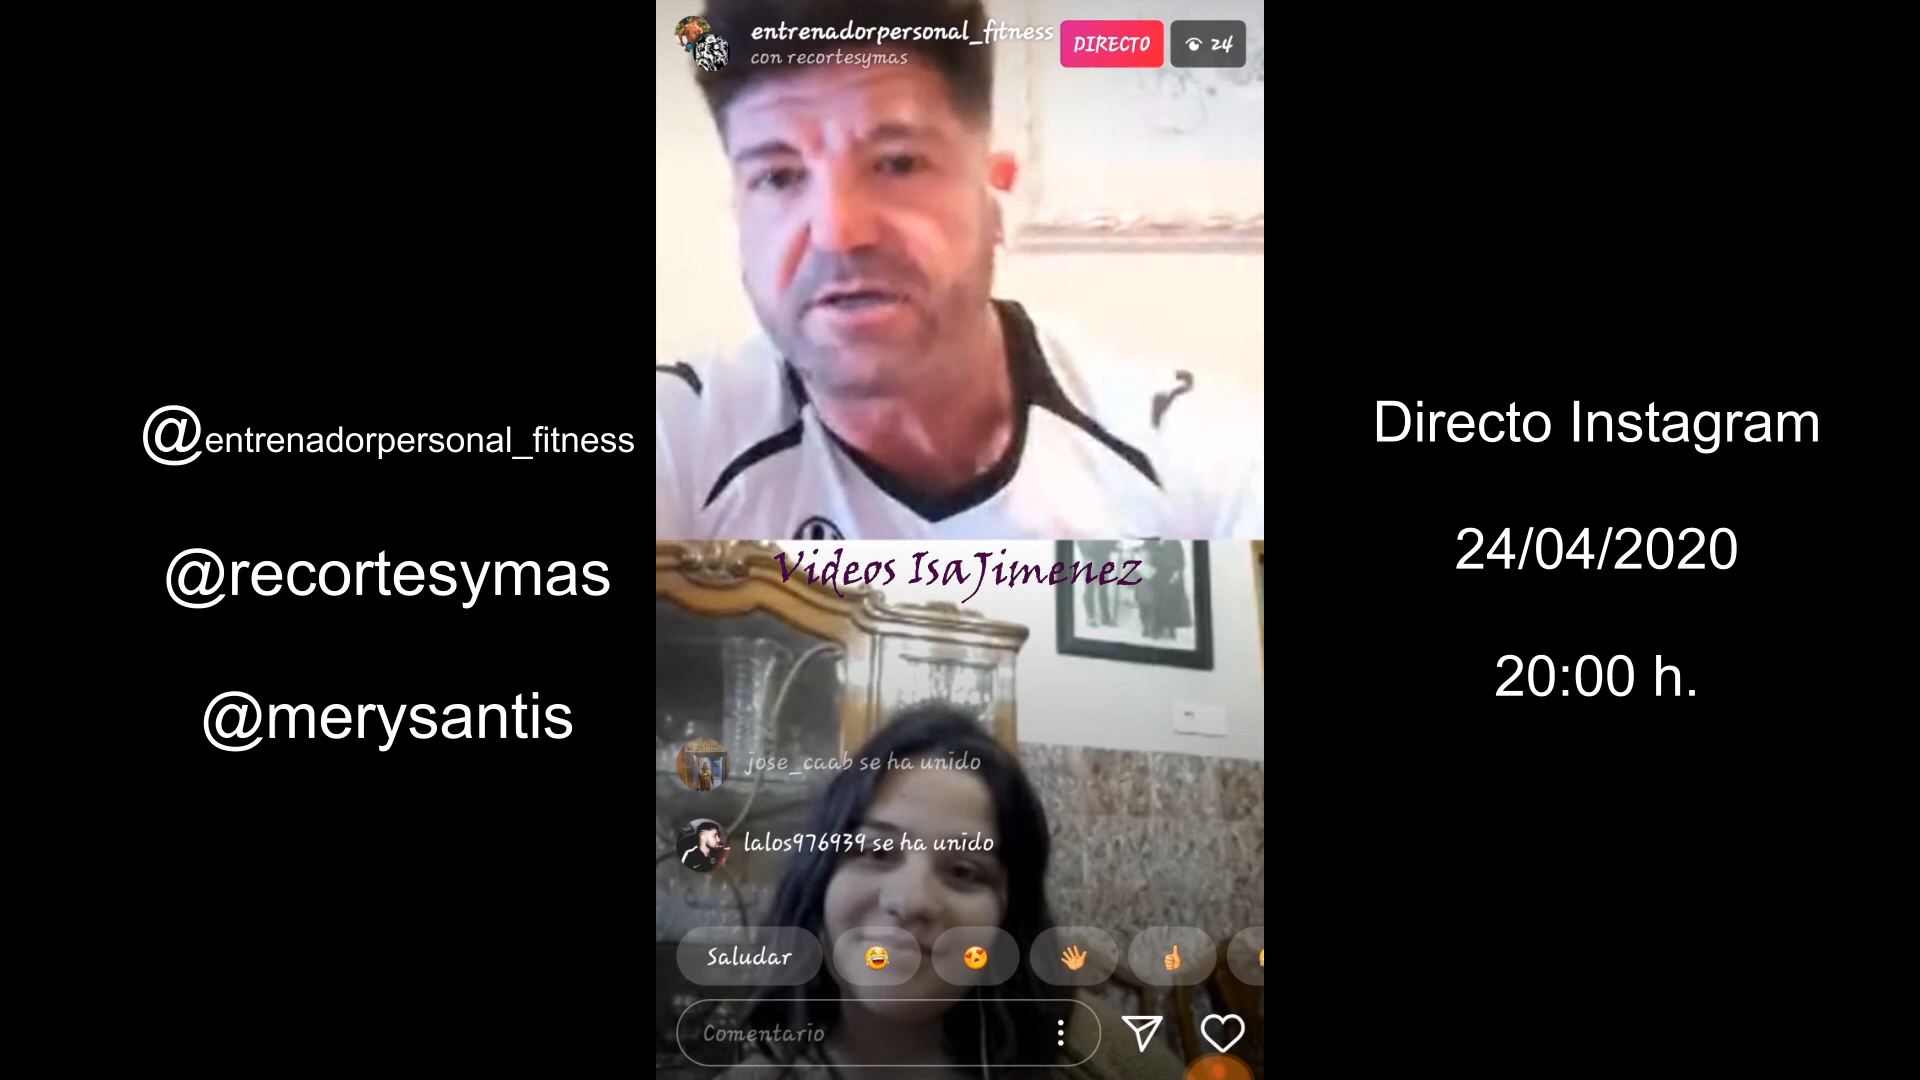 entrenadorpersonal_fitness
con recortesymas
DIRECTO
24
@entrenadorpersonal_fitness
@recortesymas
@merysantis
Videos IsaJimenez
jose_caab se ha unido
lalos976939 se ha unido
Saludar
Comentario
Directo Instagram
24/04/2020
20:00 h.